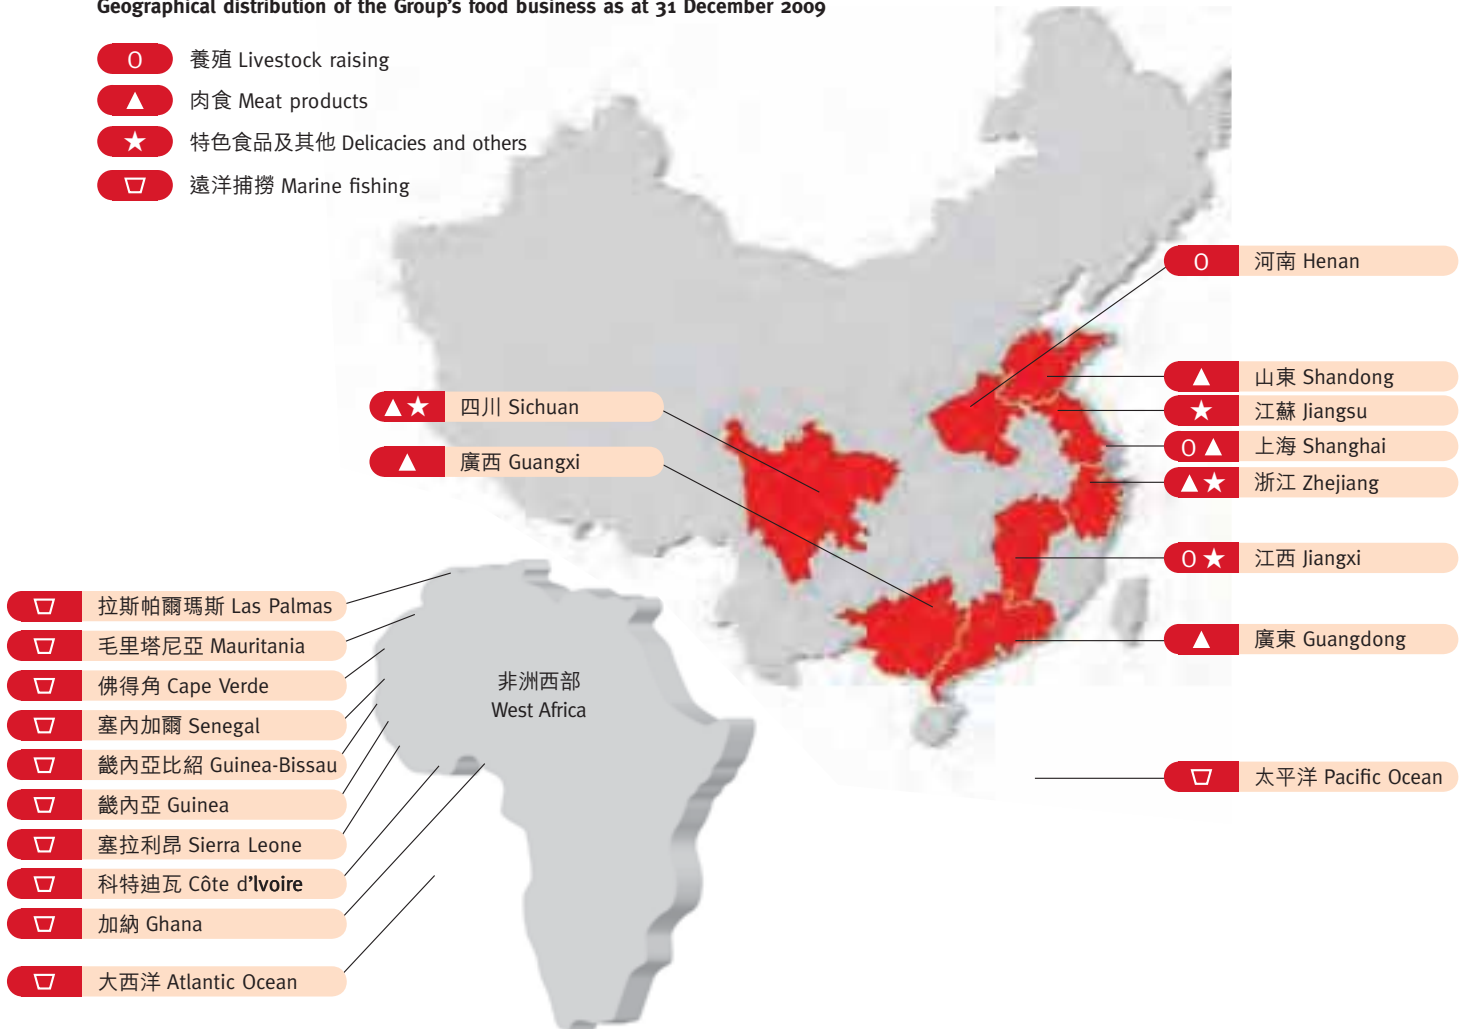 Geographical distribution of the Group's food business as at 31 December 2009
養殖 Livestock raising
肉食 Meat products
特色食品及其他 Delicacies and others
遠洋捕撈 Marine fishing
河南 Henan
山東 Shandong
江蘇 Jiangsu
上海 Shanghai
浙江 Zhejiang
江西 Jiangxi
廣東 Guangdong
太平洋 Pacific Ocean
四川 Sichuan
廣西 Guangxi
非洲西部
West Africa
拉斯帕爾瑪斯 Las Palmas
毛里塔尼亞 Mauritania
佛得角 Cape Verde
塞內加爾 Senegal
畿內亞比紹 Guinea-Bissau
畿內亞 Guinea
塞拉利昂 Sierra Leone
科特迪瓦 Côte d'lvoire
加納 Ghana
大西洋 Atlantic Ocean